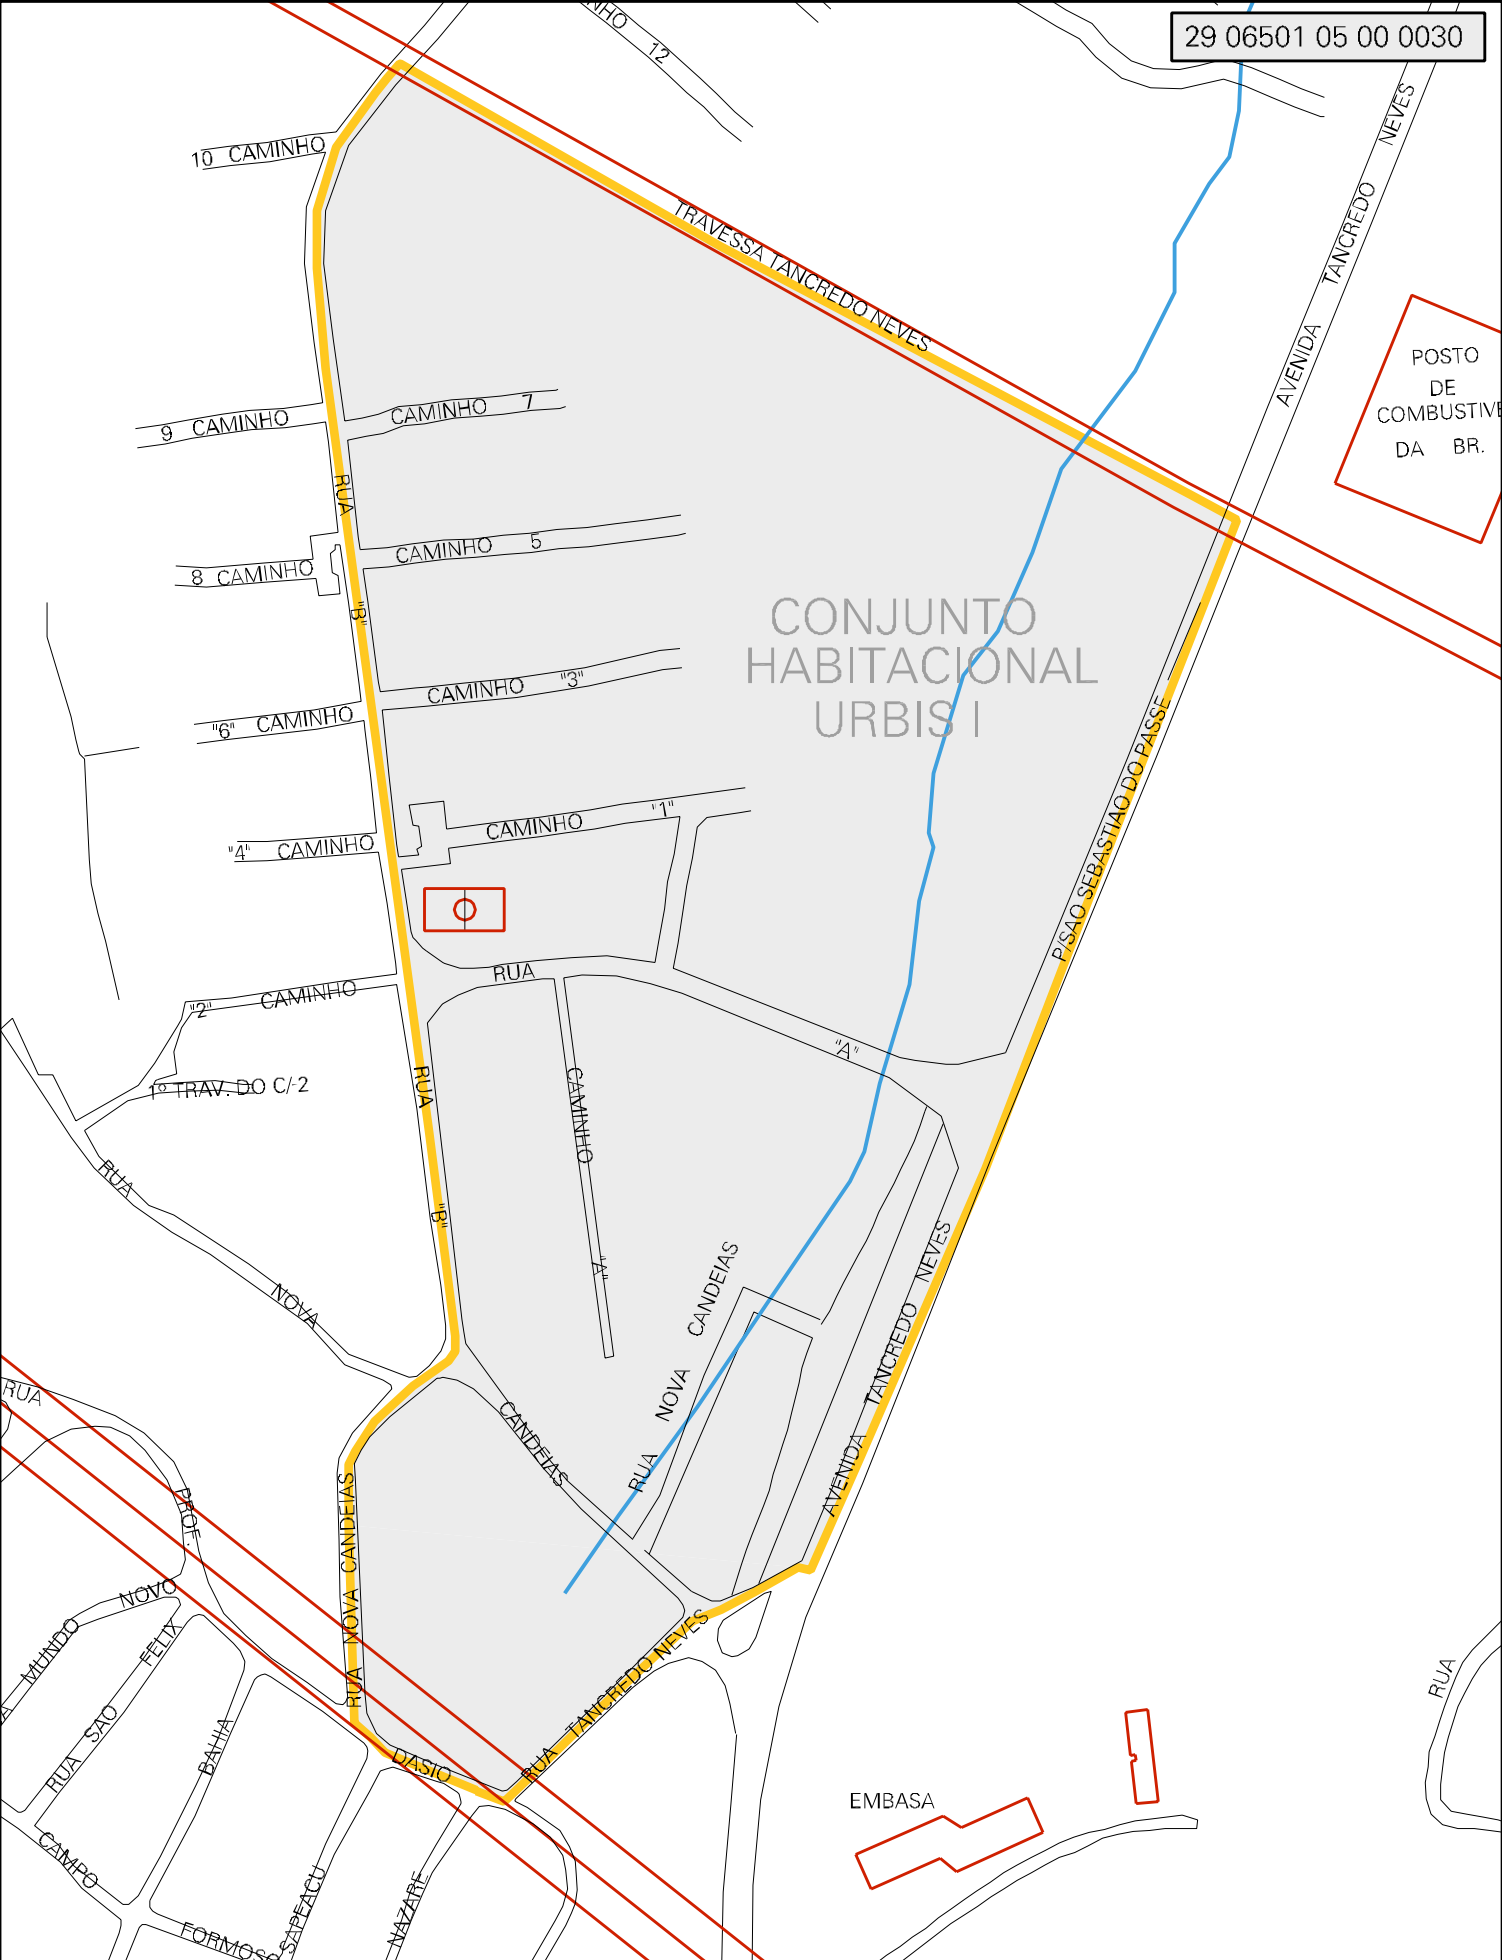 29 06501 05 00 0030
12
10 CAMINHO
TRAVESSA TANCREDO NEVES
AVENIDA TANCREDO NEVES
POSTO
DE
COMBUSTIVE
DA BR.
9 CAMINHO
CAMINHO 7
RUA "B"
CAMINHO 5
8 CAMINHO
CONJUNTO
HABITACIONAL
URBIS I
CAMINHO "3"
"6" CAMINHO
P/SAO SEBASTIAO DO PASSE
CAMINHO "1"
"4" CAMINHO
RUA "A"
"2" CAMINHO
1º TRAV. DO C/-2
RUA "B"
CAMINHO "A"
RUA NOVA CANDEIAS
RUA NOVA CANDEIAS
AVENIDA TANCREDO NEVES
RUA PROF. DASIO
RUA NOVA CANDEIAS
NOVO MUNDO
RUA SAO FELIX
BAHIA
RUA TANCREDO NEVES
RUA
EMBASA
CAMPO FORMOSO
SAPEACU
NAZARE